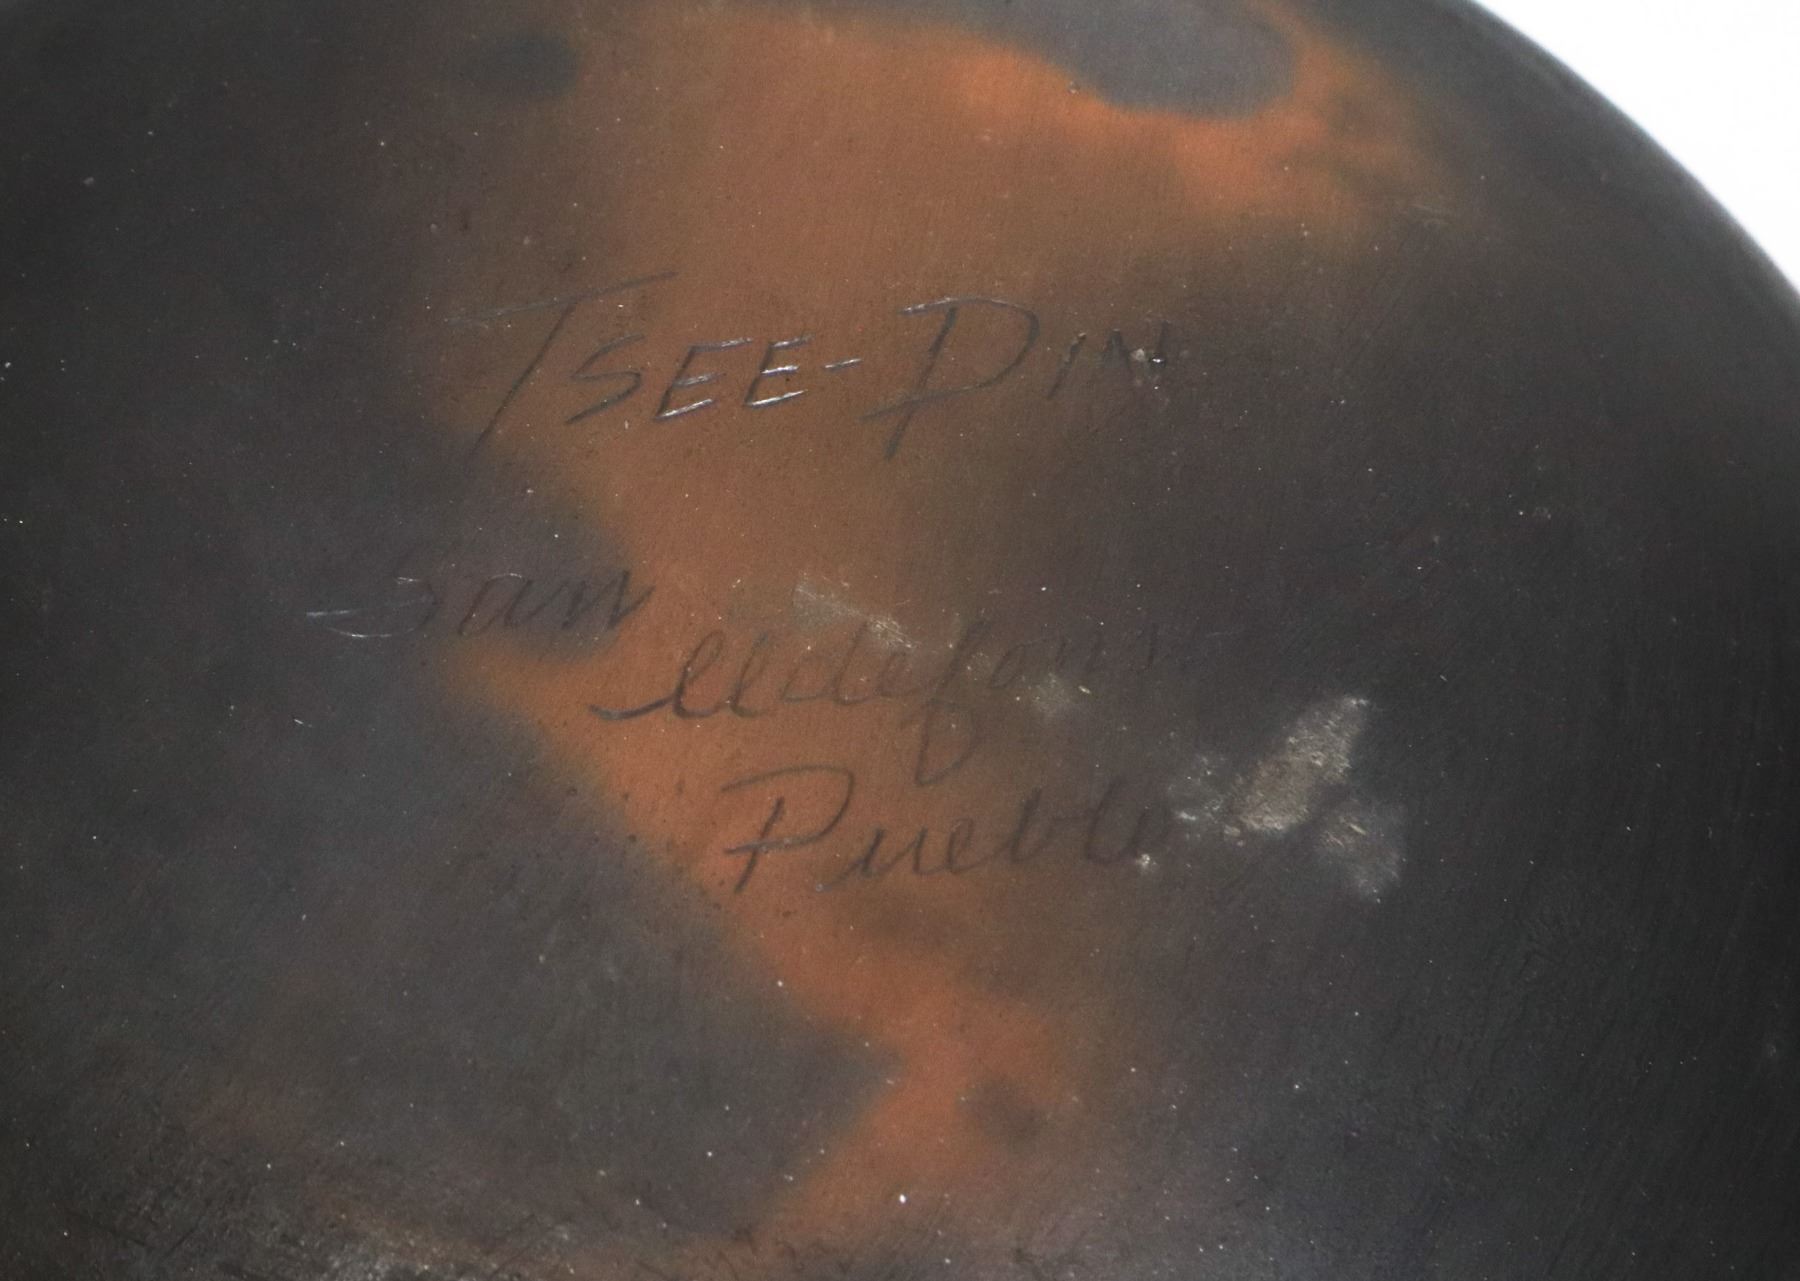 TSEE-PIN
San
Ildefonso
Pueblo